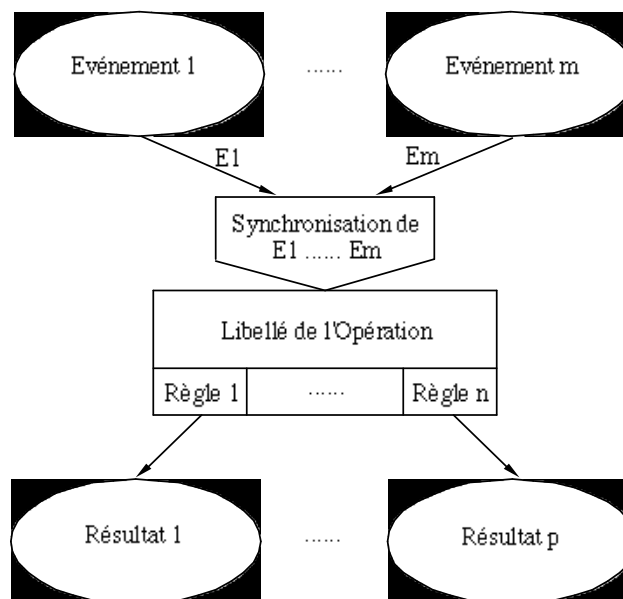 Evénement 1 ...... Evénement m
E1 Em
Synchronisation de
E1 ...... Em
Libellé de l'Opération
Règle 1 ...... Règle n
Résultat 1 ...... Résultat p